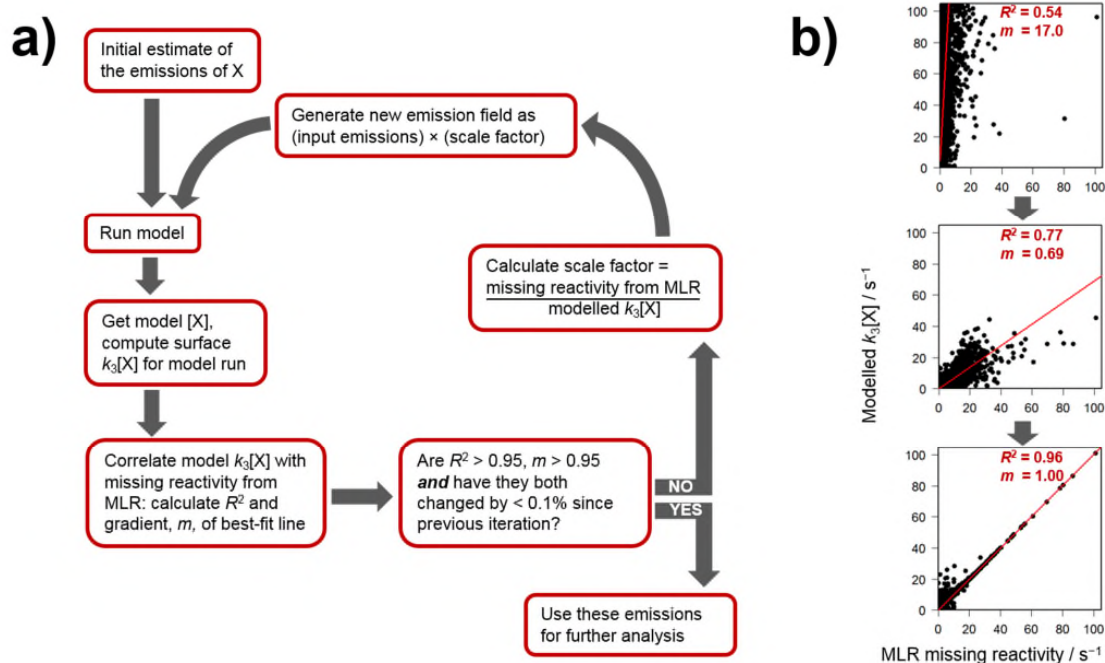 a)
Initial estimate of
the emissions of X
Generate new emission field as
(input emissions) × (scale factor)
Run model
Calculate scale factor =
missing reactivity from MLR
modelled k₃[X]
Get model [X],
compute surface
k₃[X] for model run
Correlate model k₃[X] with
missing reactivity from
MLR: calculate R² and
gradient, m, of best-fit line
Are R² > 0.95, m > 0.95
and have they both
changed by < 0.1% since
previous iteration?
NO
YES
Use these emissions
for further analysis
b)
R² = 0.54
m = 17.0
100
80
60
40
20
0
0 20 40 60 80 100
R² = 0.77
m = 0.69
100
80
60
40
20
0
0 20 40 60 80 100
Modelled k₃[X] / s⁻¹
R² = 0.96
m = 1.00
100
80
60
40
20
0
0 20 40 60 80 100
MLR missing reactivity / s⁻¹